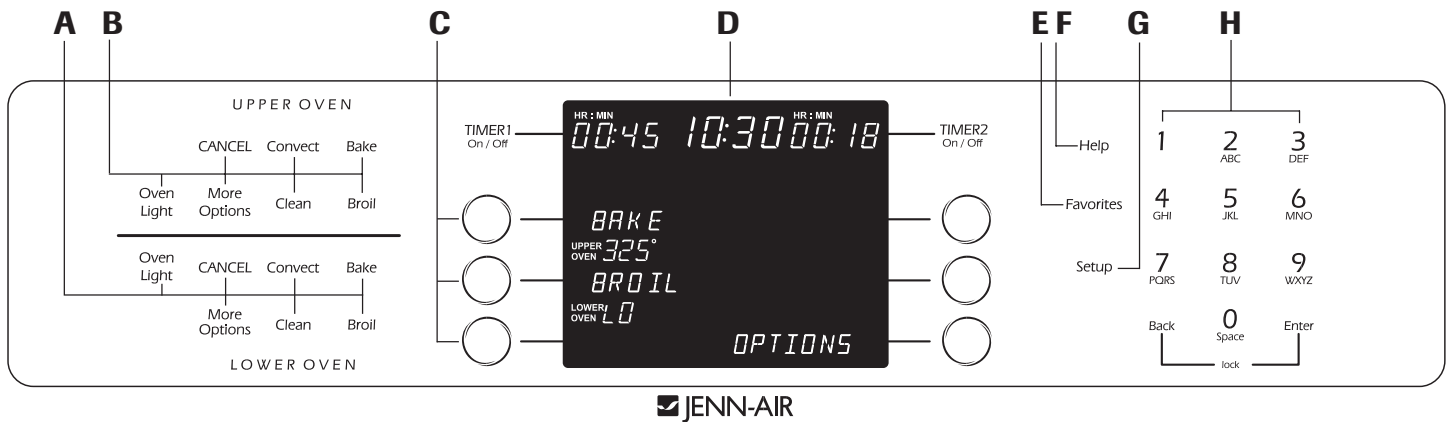 A B C D E F G H
UPPER OVEN
CANCEL Convect Bake
Oven Light More Options Clean Broil
Oven Light CANCEL Convect Bake
More Options Clean Broil
LOWER OVEN
TIMER1
On / Off
HR : MIN HR : MIN
00:45 10:30 00:18
BAKE
UPPER OVEN 325°
BROIL
LOWER OVEN LO
OPTIONS
TIMER2
On / Off
Help
Favorites
Setup
1 2 3
ABC DEF
4 5 6
GHI JKL MNO
7 8 9
PQRS TUV WXYZ
Back 0 Enter
Space
lock
JENN-AIR